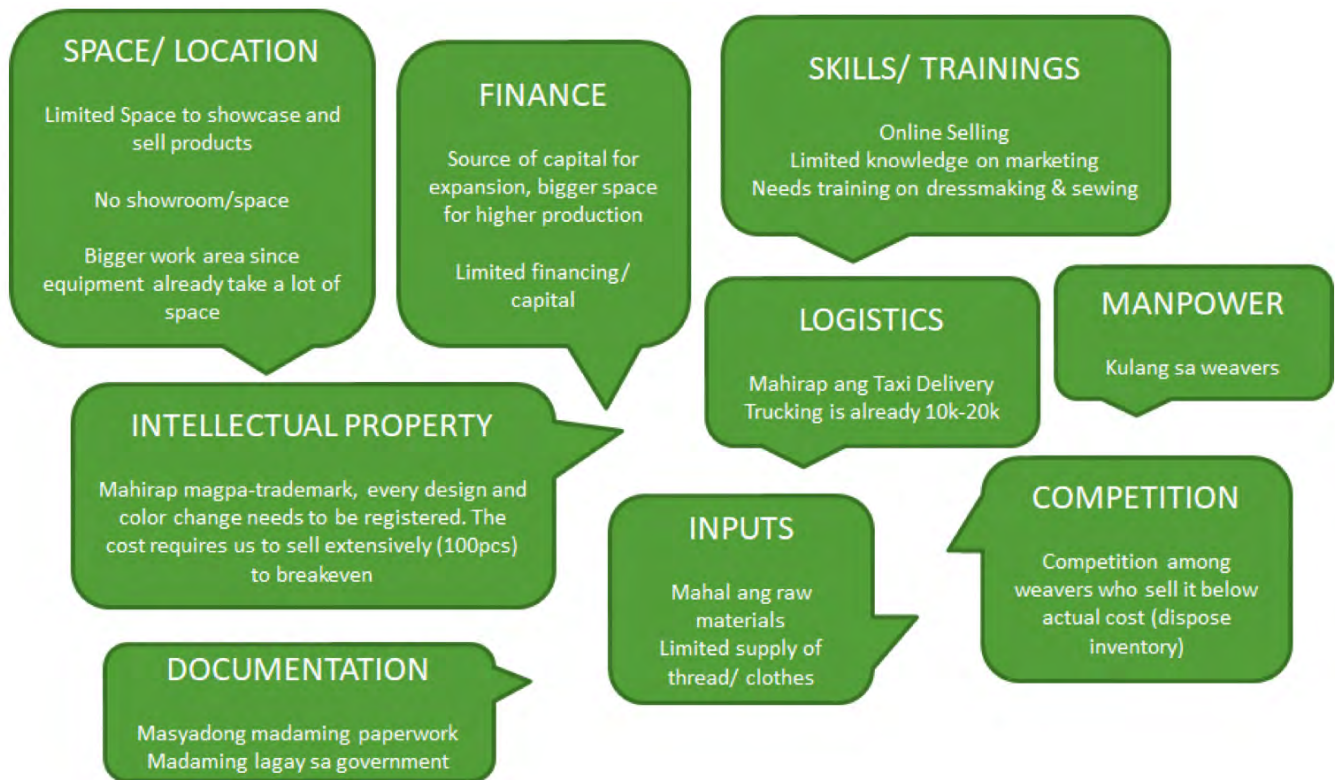 SPACE/ LOCATION
Limited Space to showcase and
sell products
No showroom/space
Bigger work area since
equipment already take a lot of
space
FINANCE
Source of capital for
expansion, bigger space
for higher production
Limited financing/
capital
SKILLS/ TRAININGS
Online Selling
Limited knowledge on marketing
Needs training on dressmaking & sewing
LOGISTICS
Mahirap ang Taxi Delivery
Trucking is already 10k-20k
MANPOWER
Kulang sa weavers
INTELLECTUAL PROPERTY
Mahirap magpa-trademark, every design and
color change needs to be registered. The
cost requires us to sell extensively (100pcs)
to breakeven
INPUTS
Mahal ang raw
materials
Limited supply of
thread/ clothes
COMPETITION
Competition among
weavers who sell it below
actual cost (dispose
inventory)
DOCUMENTATION
Masyadong madaming paperwork
Madaming lagay sa government